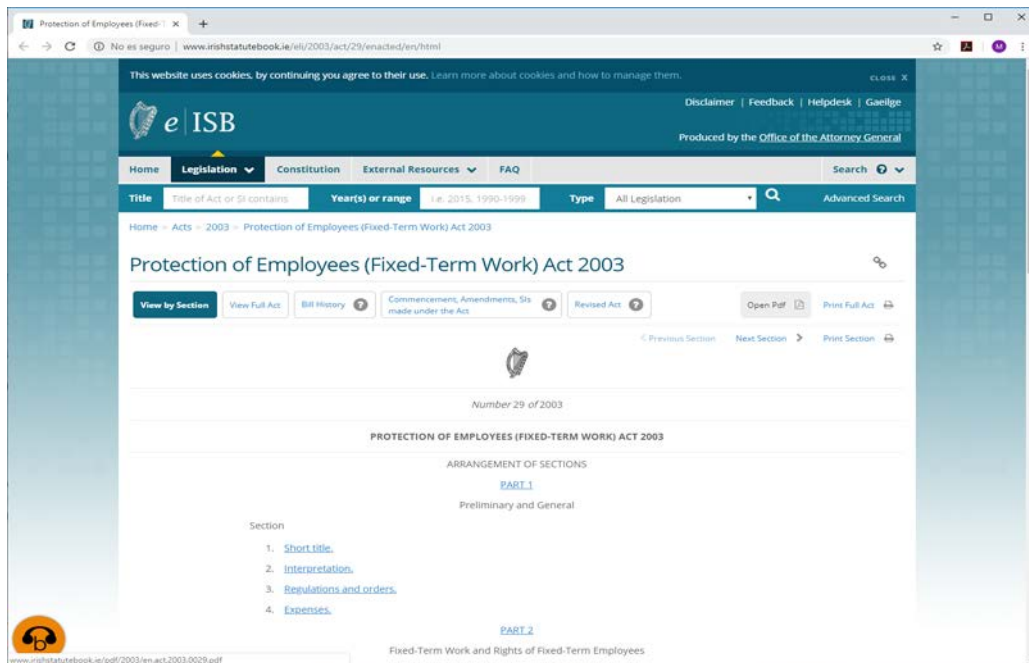 Protection of Employees (Fixed-T
No es seguro | www.irishstatutebook.ie/eli/2003/act/29/enacted/en/html
This website uses cookies, by continuing you agree to their use. Learn more about cookies and how to manage them.
CLOSE X
Disclaimer | Feedback | Helpdesk | Gaeilge
e ISB
Produced by the Office of the Attorney General
Home Legislation Constitution External Resources FAQ Search
Title Title of Act or SI contains Year(s) or range i.e. 2015, 1990-1999 Type All Legislation Advanced Search
Home > Acts > 2003 > Protection of Employees (Fixed-Term Work) Act 2003
Protection of Employees (Fixed-Term Work) Act 2003
View by Section View Full Act Bill History ? Commencement, Amendments, SIs made under the Act ? Revised Act ? Open Pdf Print Full Act
< Previous Section Next Section > Print Section
Number 29 of 2003
PROTECTION OF EMPLOYEES (FIXED-TERM WORK) ACT 2003
ARRANGEMENT OF SECTIONS
PART 1
Preliminary and General
Section
1. Short title.
2. Interpretation.
3. Regulations and orders.
4. Expenses.
PART 2
Fixed-Term Work and Rights of Fixed-Term Employees
www.irishstatutebook.ie/pdf/2003/en.act.2003.0029.pdf